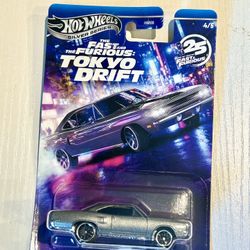 Hot Wheels
SILVER SERIES
4/5
THE
FAST AND
THE FURIOUS:
TOKYO
DRIFT
25
FAST&FURIOUS